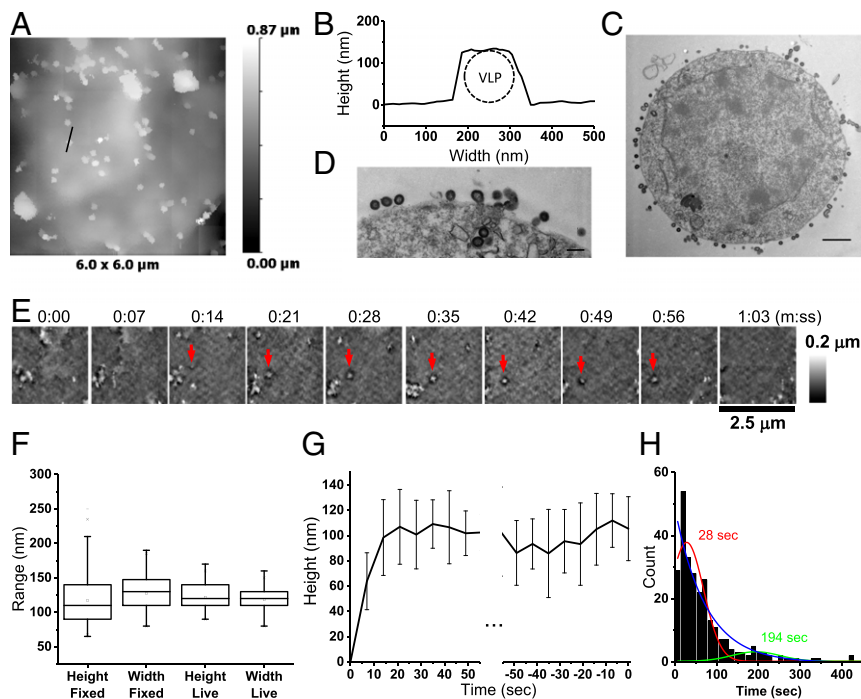 A
0.87 μm
0.00 μm
6.0 x 6.0 μm
B
Height (nm)
200
100
0
VLP
0 100 200 300 400 500
Width (nm)
C
D
E
0:00 0:07 0:14 0:21 0:28 0:35 0:42 0:49 0:56 1:03 (m:ss)
0.2 μm
2.5 μm
F
Range (nm)
300
250
200
150
100
50
Height Width Height Width
Fixed Fixed Live Live
G
Height (nm)
140
120
100
80
60
40
20
0
...
0 10 20 30 40 50 -50 -40 -30 -20 -10 0
Time (sec)
H
Count
60
40
20
0
28 sec
194 sec
0 100 200 300 400
Time (sec)